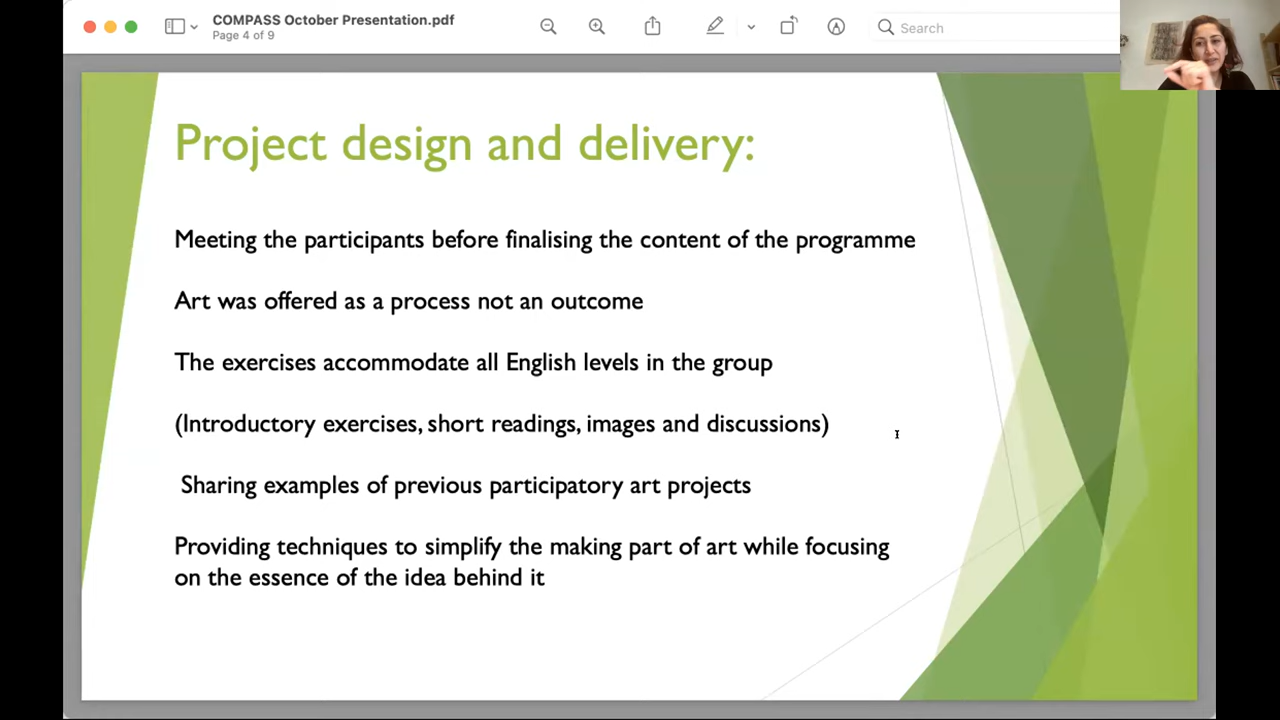 COMPASS October Presentation.pdf
Page 4 of 9
Search
Project design and delivery:
Meeting the participants before finalising the content of the programme
Art was offered as a process not an outcome
The exercises accommodate all English levels in the group
(Introductory exercises, short readings, images and discussions)
Sharing examples of previous participatory art projects
Providing techniques to simplify the making part of art while focusing
on the essence of the idea behind it